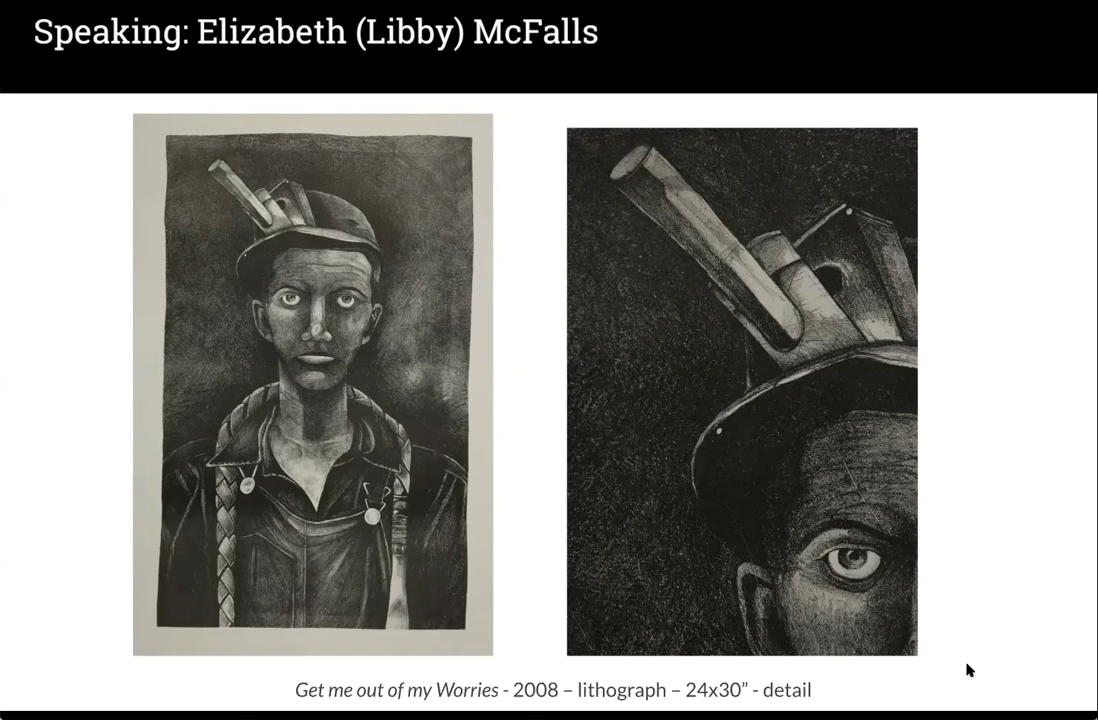 Speaking: Elizabeth (Libby) McFalls
Get me out of my Worries - 2008 – lithograph – 24x30” - detail